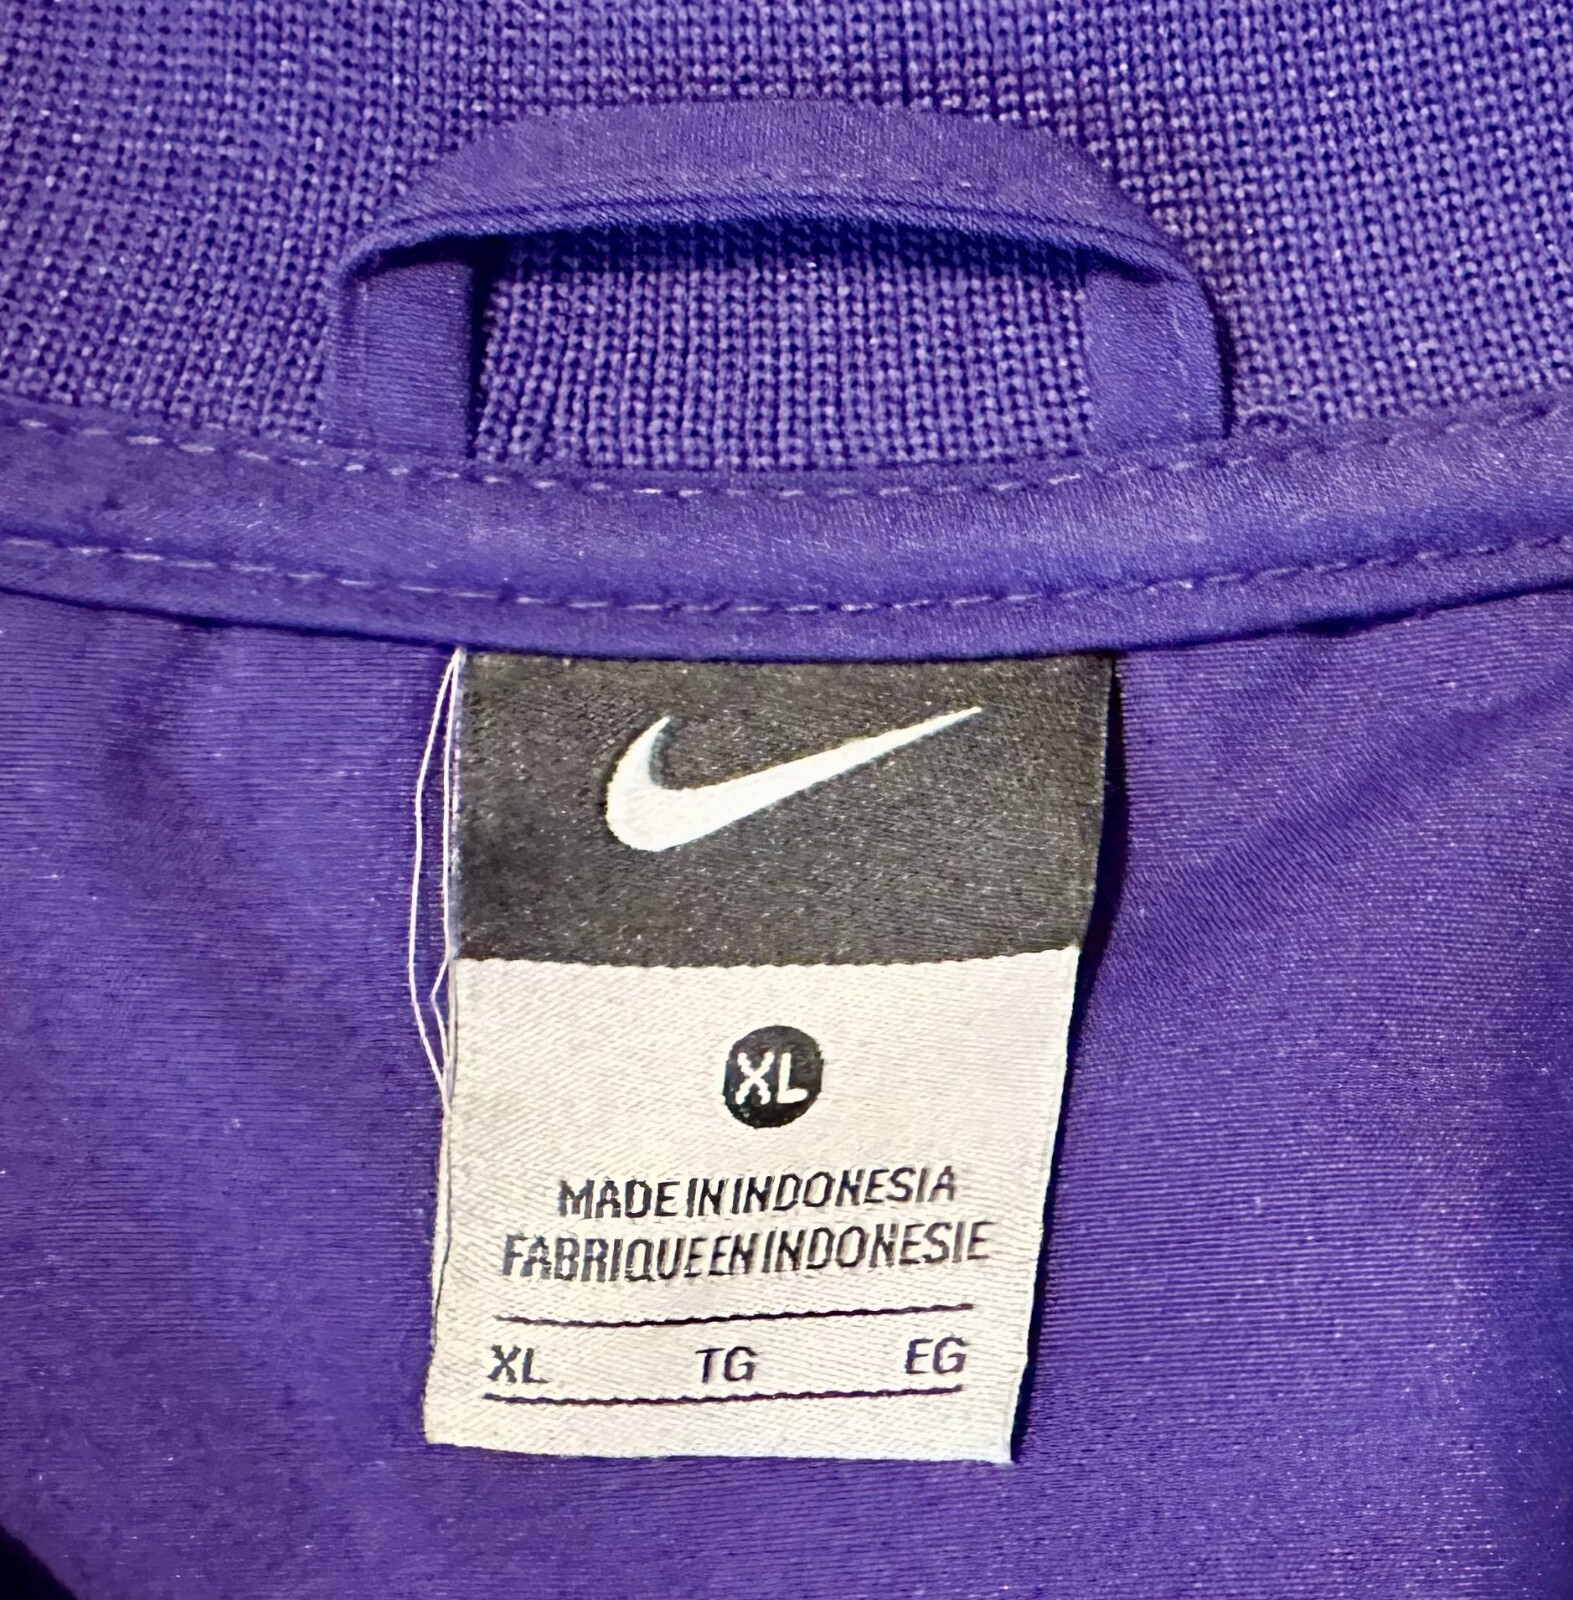 XL
MADE IN INDONESIA
FABRIQUE EN INDONESIE
XL TG EG